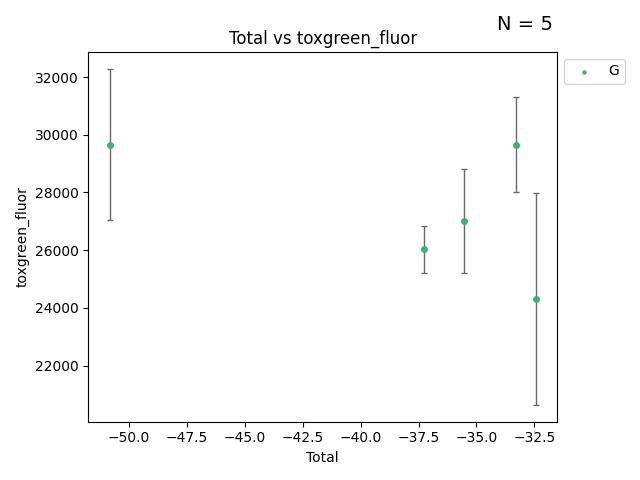 N = 5
Total vs toxgreen_fluor
G
32000
30000
28000
26000
24000
22000
toxgreen_fluor
−50.0 −47.5 −45.0 −42.5 −40.0 −37.5 −35.0 −32.5
Total